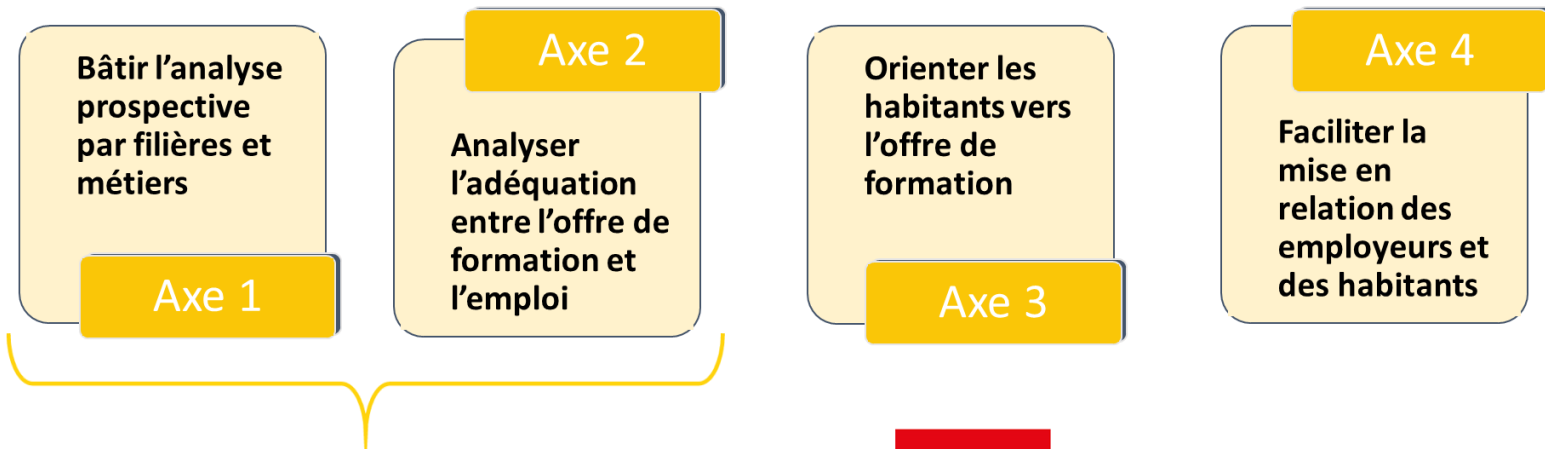 Bâtir l’analyse
prospective
par filières et
métiers
Axe 1
Axe 2
Analyser
l’adéquation
entre l’offre de
formation et
l’emploi
Orienter les
habitants vers
l’offre de
formation
Axe 3
Axe 4
Faciliter la
mise en
relation des
employeurs et
des habitants